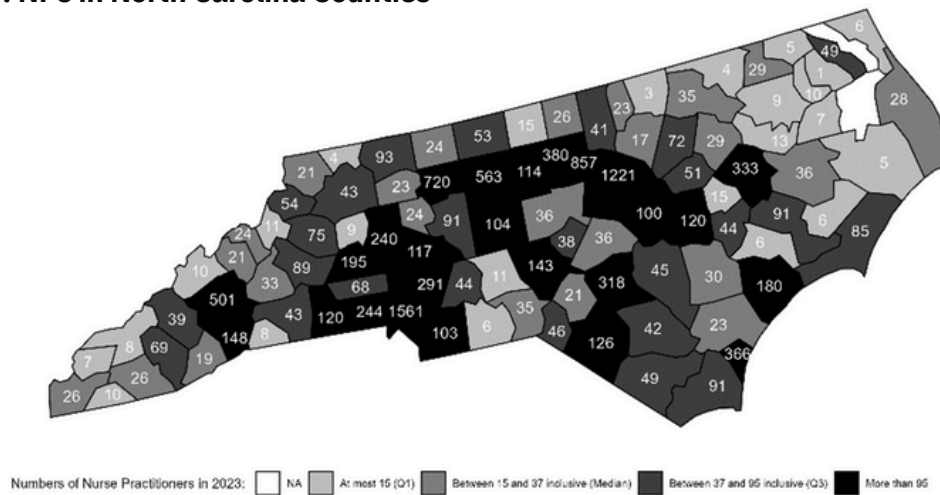 . NPs in North Carolina Counties
6
5 49
4 29 1
3 35 9 10 28
53 15 26 41 23 7
93 24 17 72 29 13
4 380 857 5
21 43 23 720 563 114 1221 51 333 36
54 24 91 104 36 100 120 15 91 6 85
11 75 9 240 38 36 44 6
24 21 89 195 117 143
10 33 68 291 44 11 318 45 30 180
501 43 120 244 1561 35 21
39 148 8 103 6 46 126 42 23
8 69 19 366
7 26 49 91
26 10
Numbers of Nurse Practitioners in 2023: NA At most 15 (Q1) Between 15 and 37 inclusive (Median) Between 37 and 95 inclusive (Q3) More than 95